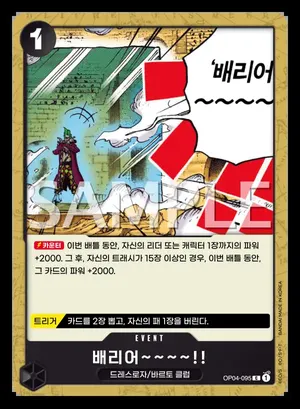 1
'배리어
~~~~~
SAMPLE
카운터 이번 배틀 동안, 자신의 리더 또는 캐릭터 1장까지의 파워
+2000. 그 후, 자신의 트래시가 15장 이상인 경우, 이번 배틀 동안,
그 카드의 파워 +2000.
트리거 카드를 2장 뽑고, 자신의 패 1장을 버린다.
EVENT
배리어~~~~!!
드레스로자/바르토 클럽
OP04-095 C 1